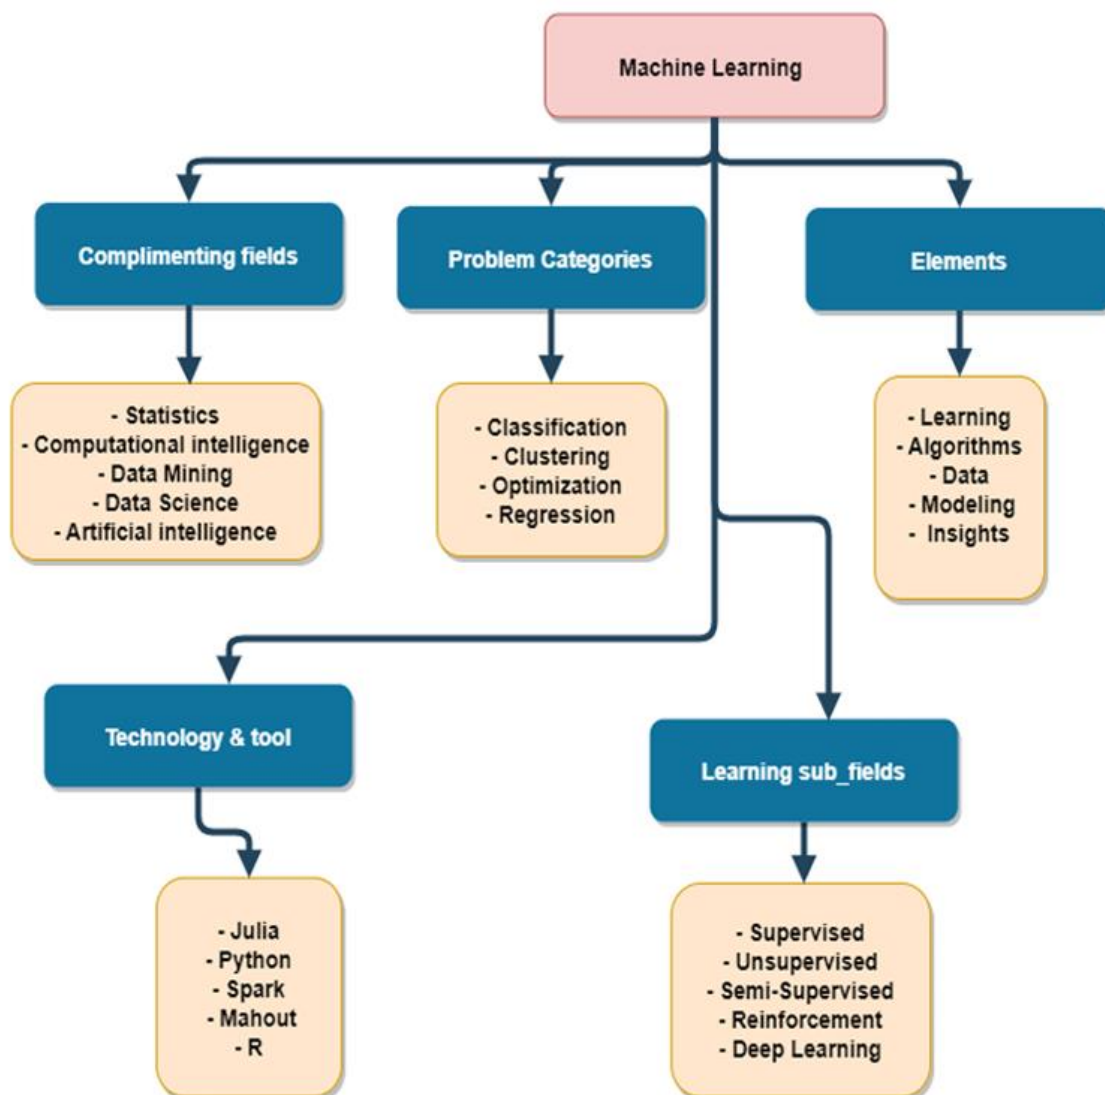 Machine Learning
Complimenting fields
Problem Categories
Elements
- Statistics
- Computational intelligence
- Data Mining
- Data Science
- Artificial intelligence
- Classification
- Clustering
- Optimization
- Regression
- Learning
- Algorithms
- Data
- Modeling
- Insights
Technology & tool
Learning sub_fields
- Julia
- Python
- Spark
- Mahout
- R
- Supervised
- Unsupervised
- Semi-Supervised
- Reinforcement
- Deep Learning